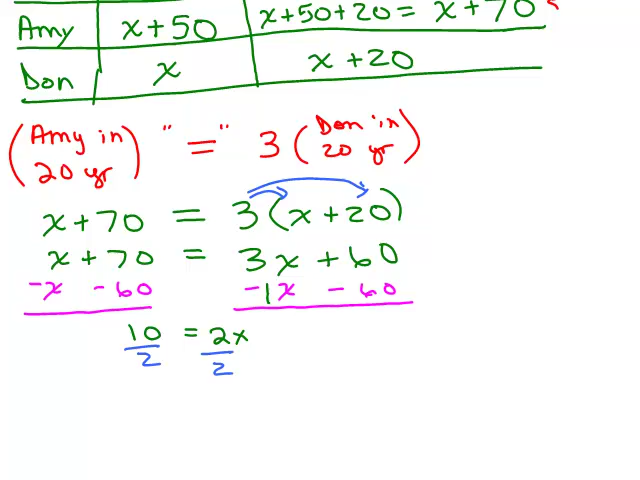 Amy x+50 x+50+20 = x+70
Don x x+20
(Amy in 20 yr) "=" 3 (Don in 20 yr)
x+70 = 3(x+20)
x+70 = 3x+60
-x -60 -1x -60
10 = 2x
2 2